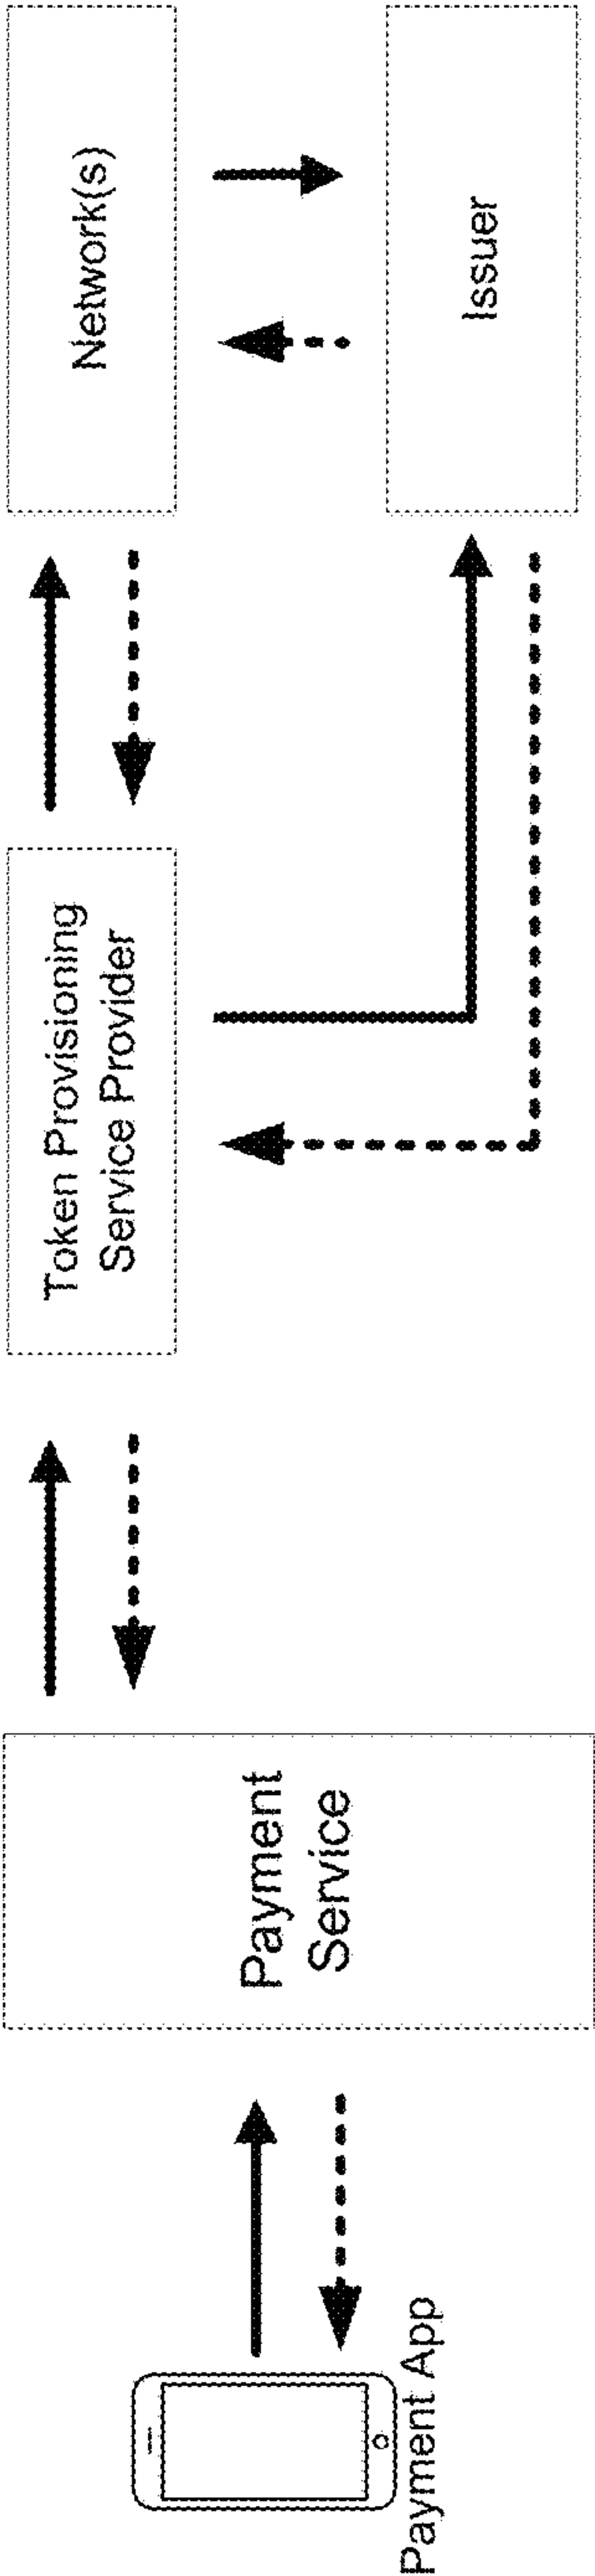 Payment App
Payment
Service
Token Provisioning
Service Provider
Network(s)
Issuer